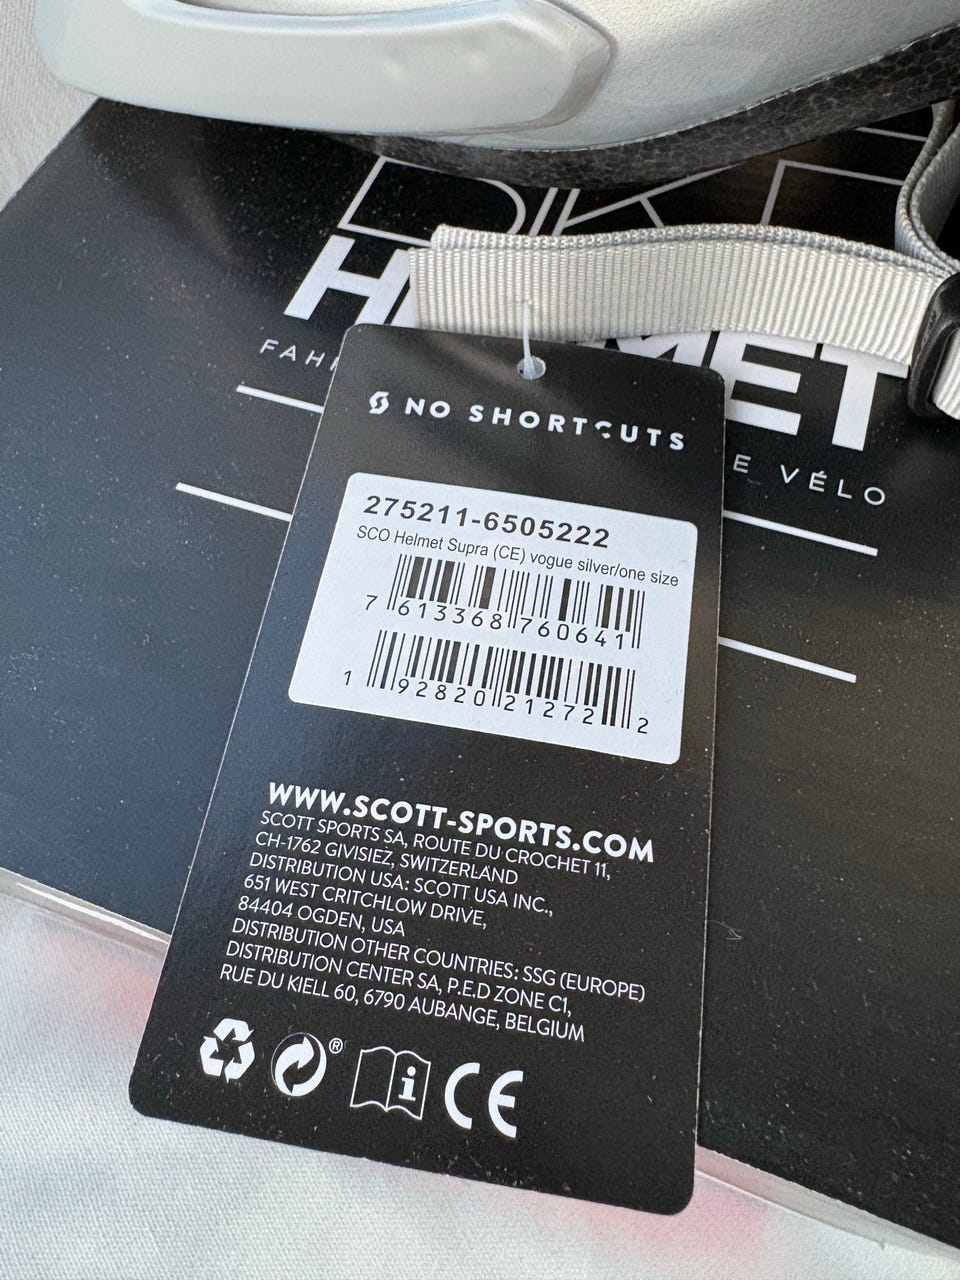 BIKE
HELMET
E VÉLO
NO SHORTCUTS
275211-6505222
SCO Helmet Supra (CE) vogue silver/one size
7 613368 760641
1 92820 21272 2
WWW.SCOTT-SPORTS.COM
SCOTT SPORTS SA, ROUTE DU CROCHET 11,
CH-1762 GIVISIEZ, SWITZERLAND
DISTRIBUTION USA: SCOTT USA INC.,
651 WEST CRITCHLOW DRIVE,
84404 OGDEN, USA
DISTRIBUTION OTHER COUNTRIES: SSG (EUROPE)
DISTRIBUTION CENTER SA, P.E.D ZONE C1,
RUE DU KIELL 60, 6790 AUBANGE, BELGIUM
® i CE